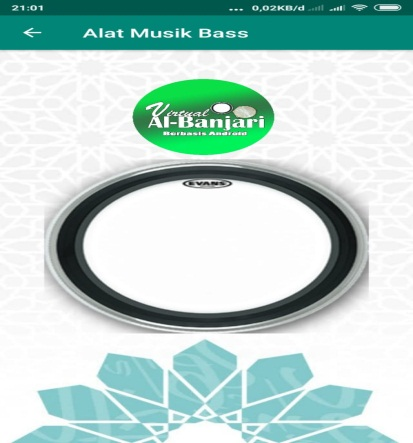 21:01
... 0,02KB/d
Alat Musik Bass
Virtual
Al-Banjari
Berbasis Android
EVANS